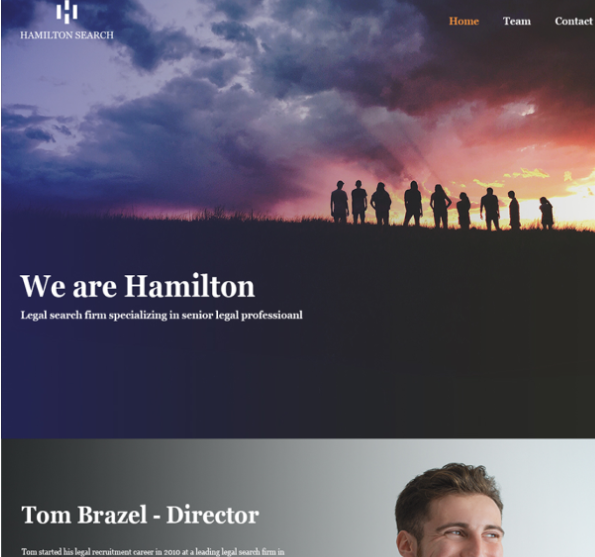 HAMILTON SEARCH
Home Team Contact
We are Hamilton
Legal search firm specializing in senior legal professioanl
Tom Brazel - Director
Tom started his legal recruitment career in 2010 at a leading legal search firm in